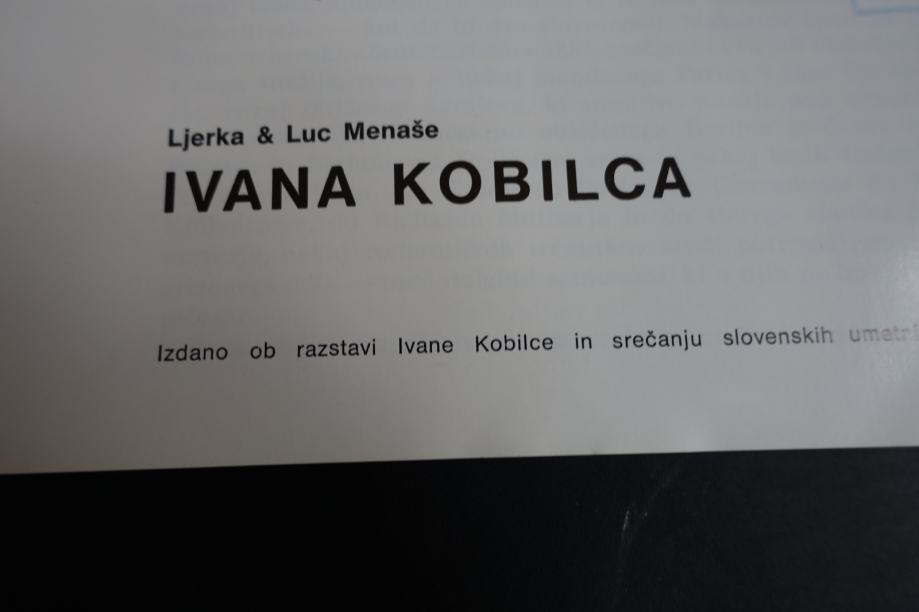 Ljerka & Luc Menaše
IVANA KOBILCA
Izdano ob razstavi Ivane Kobilce in srečanju slovenskih